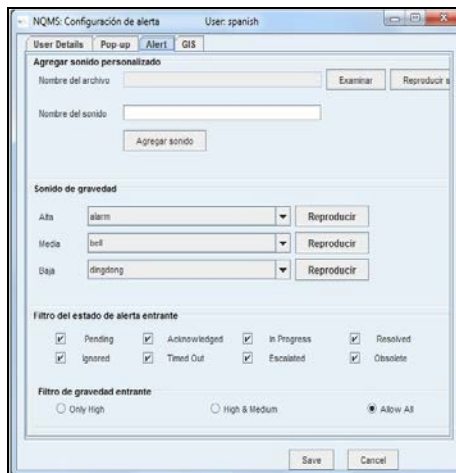 NQMS: Configuración de alerta User: spanish
User Details Pop-up Alert GIS
Agregar sonido personalizado
Nombre del archivo Examinar Reproducir s
Nombre del sonido
Agregar sonido
Sonido de gravedad
Alta alarm Reproducir
Media bell Reproducir
Baja dingdong Reproducir
Filtro del estado de alerta entrante
Pending Acknowledged In Progress Resolved
Ignored Timed Out Escalated Obsolete
Filtro de gravedad entrante
Only High High & Medium Allow All
Save Cancel